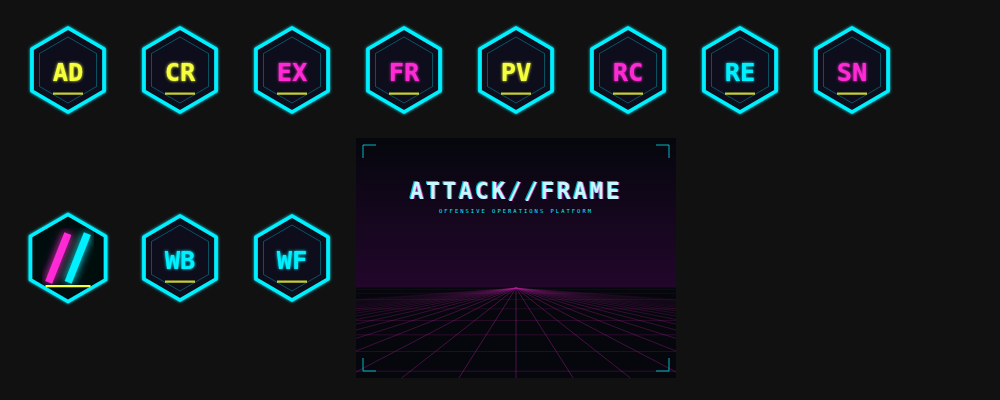 AD
CR
EX
FR
PV
RC
RE
SN
ATTACK//FRAME
OFFENSIVE OPERATIONS PLATFORM
//
WB
WF